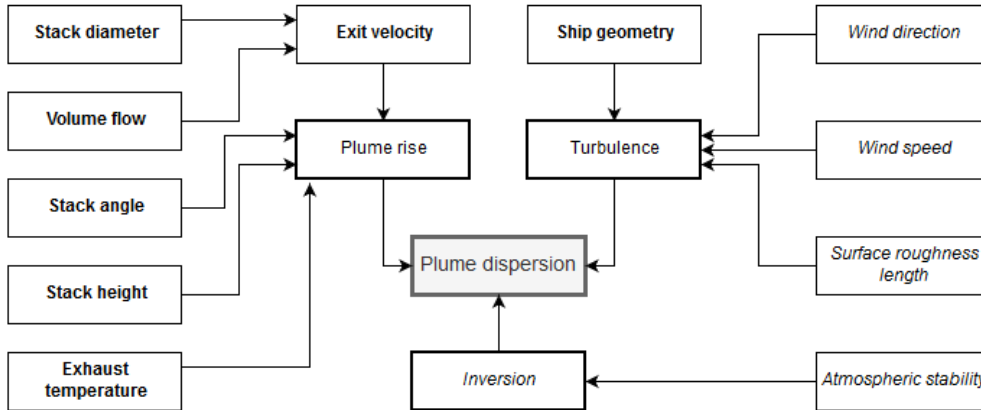 Stack diameter
Exit velocity
Ship geometry
Wind direction
Volume flow
Plume rise
Turbulence
Wind speed
Stack angle
Plume dispersion
Surface roughness
length
Stack height
Exhaust
temperature
Inversion
Atmospheric stability